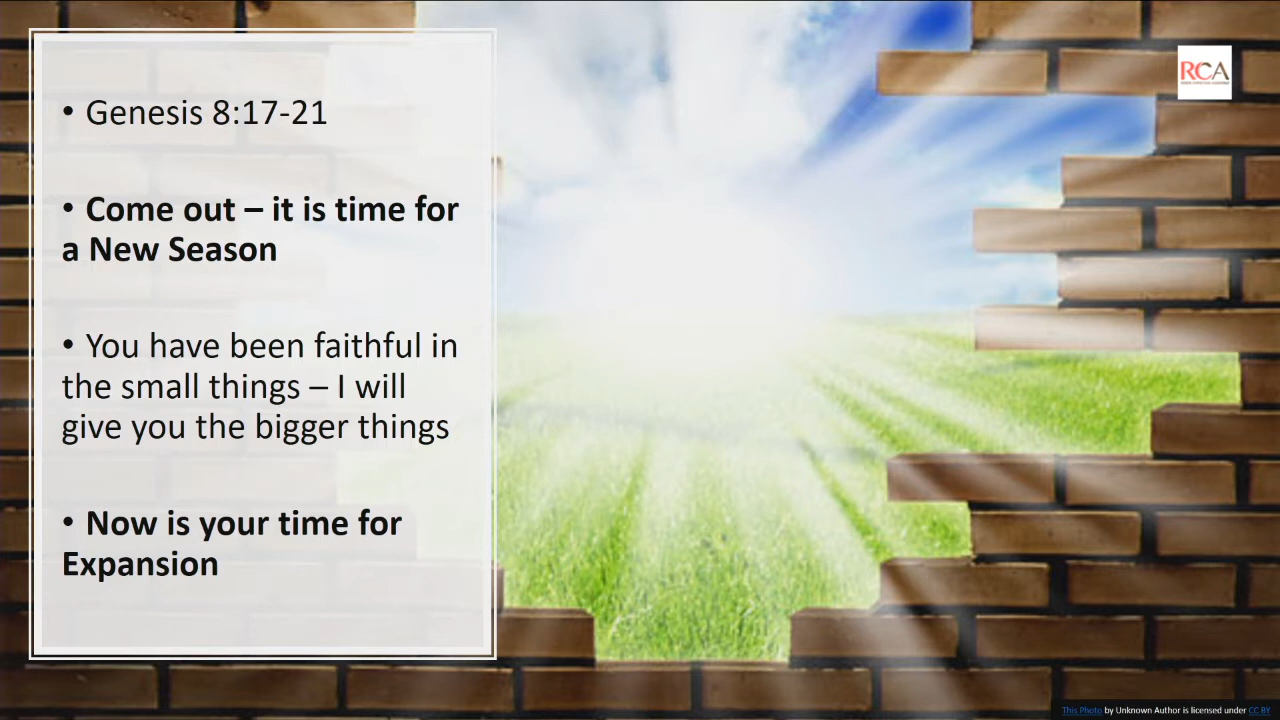 • Genesis 8:17-21
• Come out – it is time for
a New Season
• You have been faithful in
the small things – I will
give you the bigger things
• Now is your time for
Expansion
RCA
This Photo by Unknown Author is licensed under CC BY